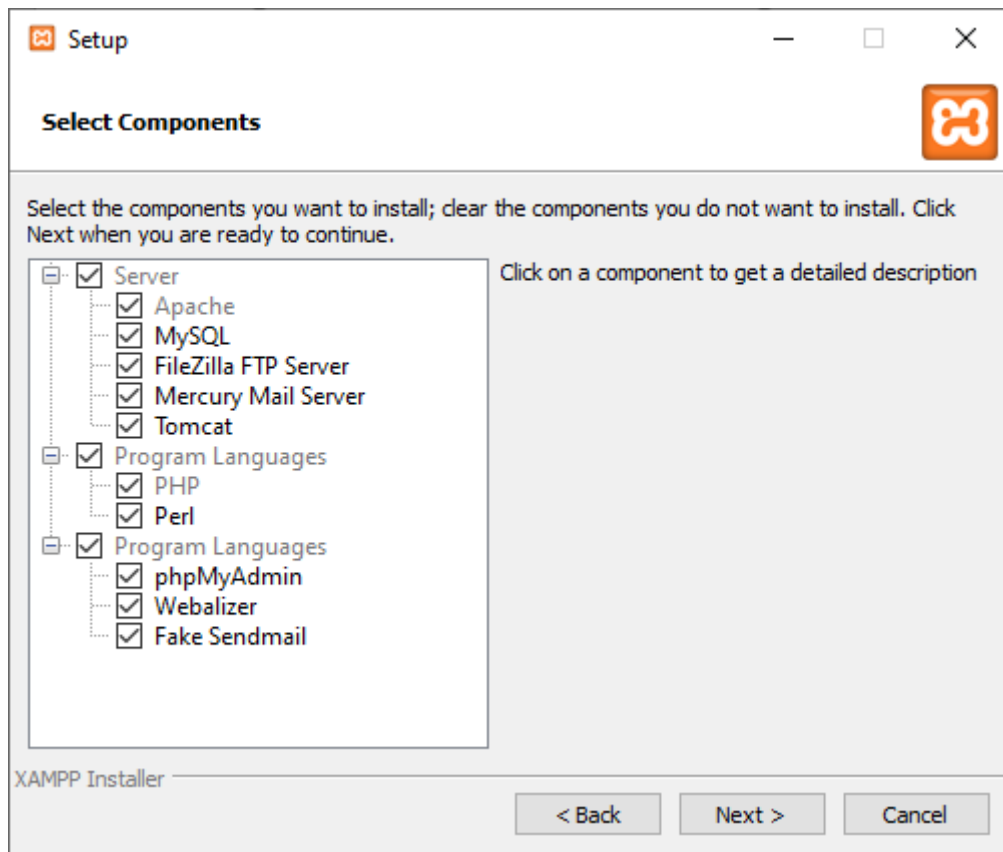 Setup
Select Components
Select the components you want to install; clear the components you do not want to install. Click
Next when you are ready to continue.
Server
Apache
MySQL
FileZilla FTP Server
Mercury Mail Server
Tomcat
Program Languages
PHP
Perl
Program Languages
phpMyAdmin
Webalizer
Fake Sendmail
Click on a component to get a detailed description
XAMPP Installer
< Back
Next >
Cancel